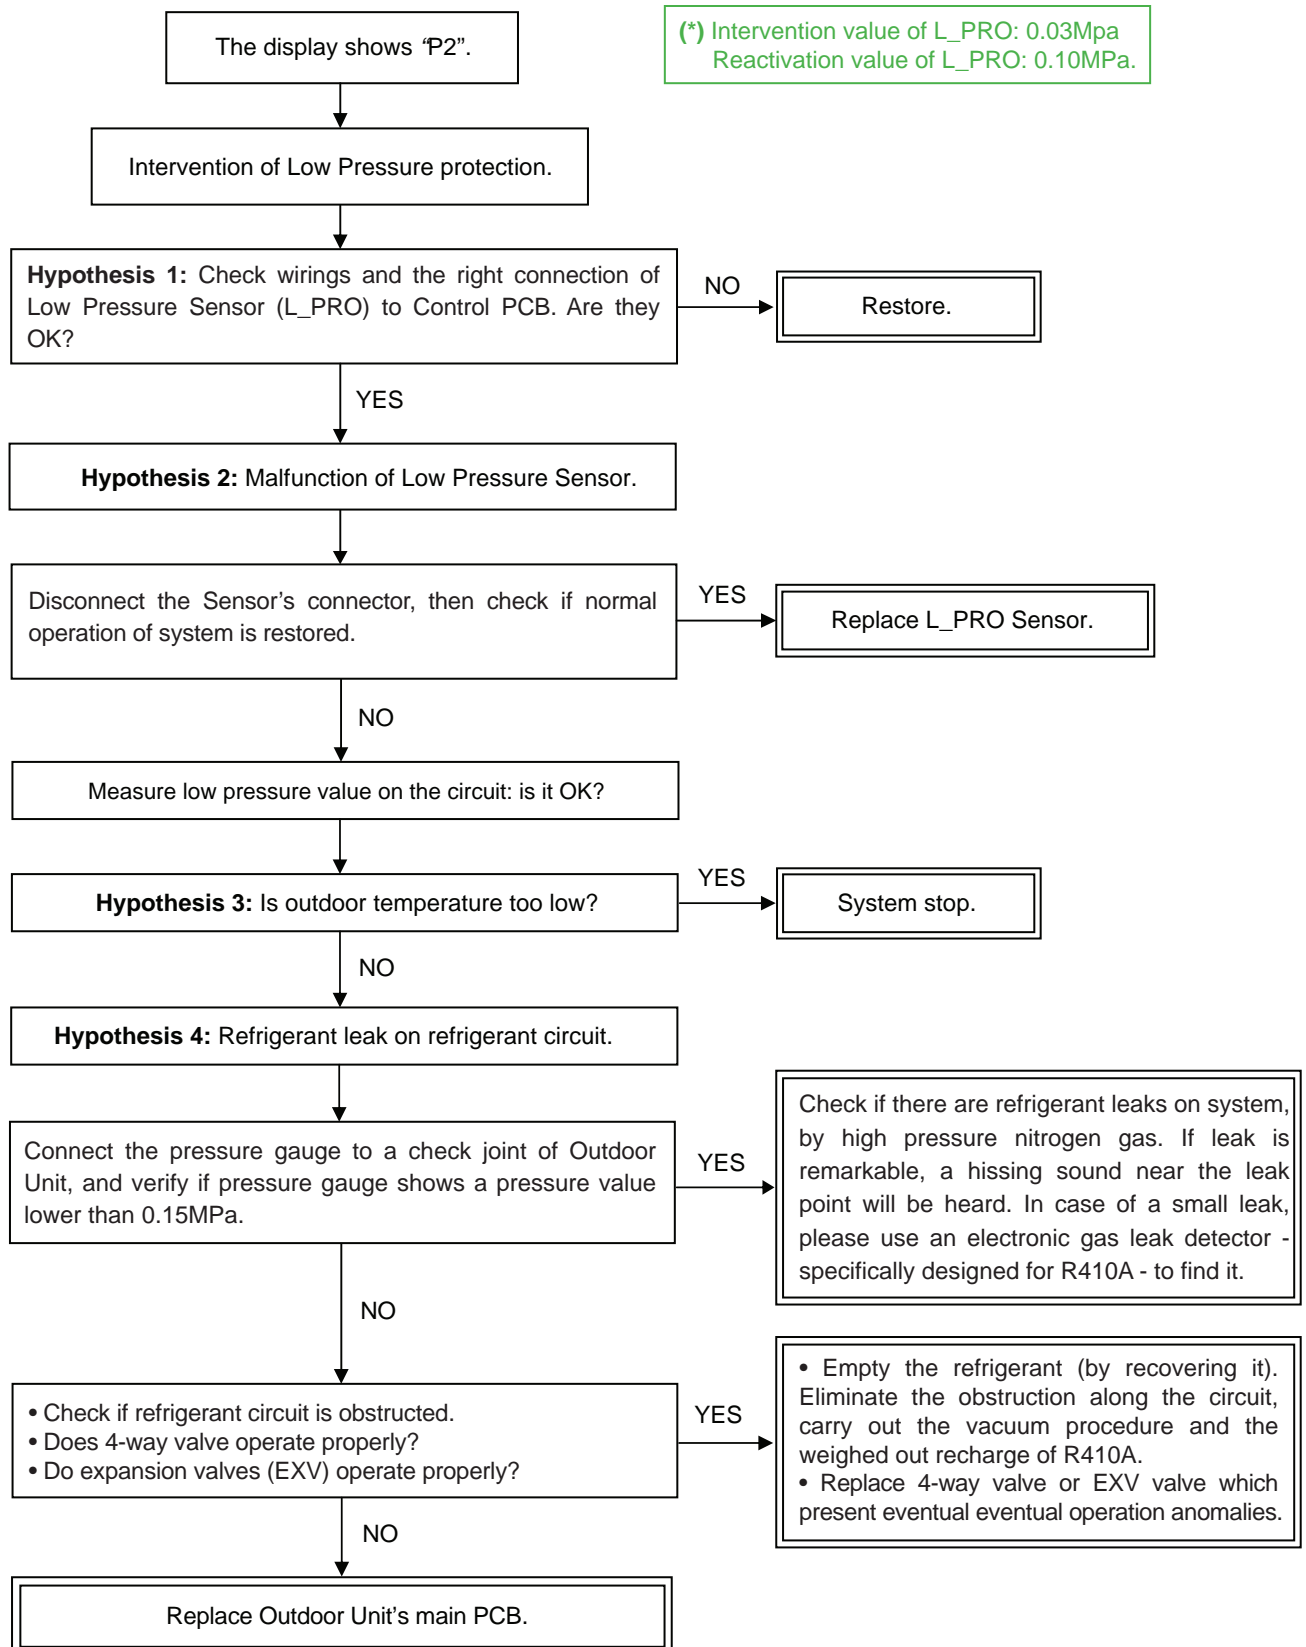 The display shows “P2”.
(*) Intervention value of L_PRO: 0.03Mpa
Reactivation value of L_PRO: 0.10MPa.
Intervention of Low Pressure protection.
Hypothesis 1: Check wirings and the right connection of
Low Pressure Sensor (L_PRO) to Control PCB. Are they
OK?
NO
Restore.
YES
Hypothesis 2: Malfunction of Low Pressure Sensor.
Disconnect the Sensor’s connector, then check if normal
operation of system is restored.
YES
Replace L_PRO Sensor.
NO
Measure low pressure value on the circuit: is it OK?
Hypothesis 3: Is outdoor temperature too low?
YES
System stop.
NO
Hypothesis 4: Refrigerant leak on refrigerant circuit.
Connect the pressure gauge to a check joint of Outdoor
Unit, and verify if pressure gauge shows a pressure value
lower than 0.15MPa.
YES
Check if there are refrigerant leaks on system,
by high pressure nitrogen gas. If leak is
remarkable, a hissing sound near the leak
point will be heard. In case of a small leak,
please use an electronic gas leak detector -
specifically designed for R410A - to find it.
NO
• Check if refrigerant circuit is obstructed.
• Does 4-way valve operate properly?
• Do expansion valves (EXV) operate properly?
YES
• Empty the refrigerant (by recovering it).
Eliminate the obstruction along the circuit,
carry out the vacuum procedure and the
weighed out recharge of R410A.
• Replace 4-way valve or EXV valve which
present eventual eventual operation anomalies.
NO
Replace Outdoor Unit’s main PCB.